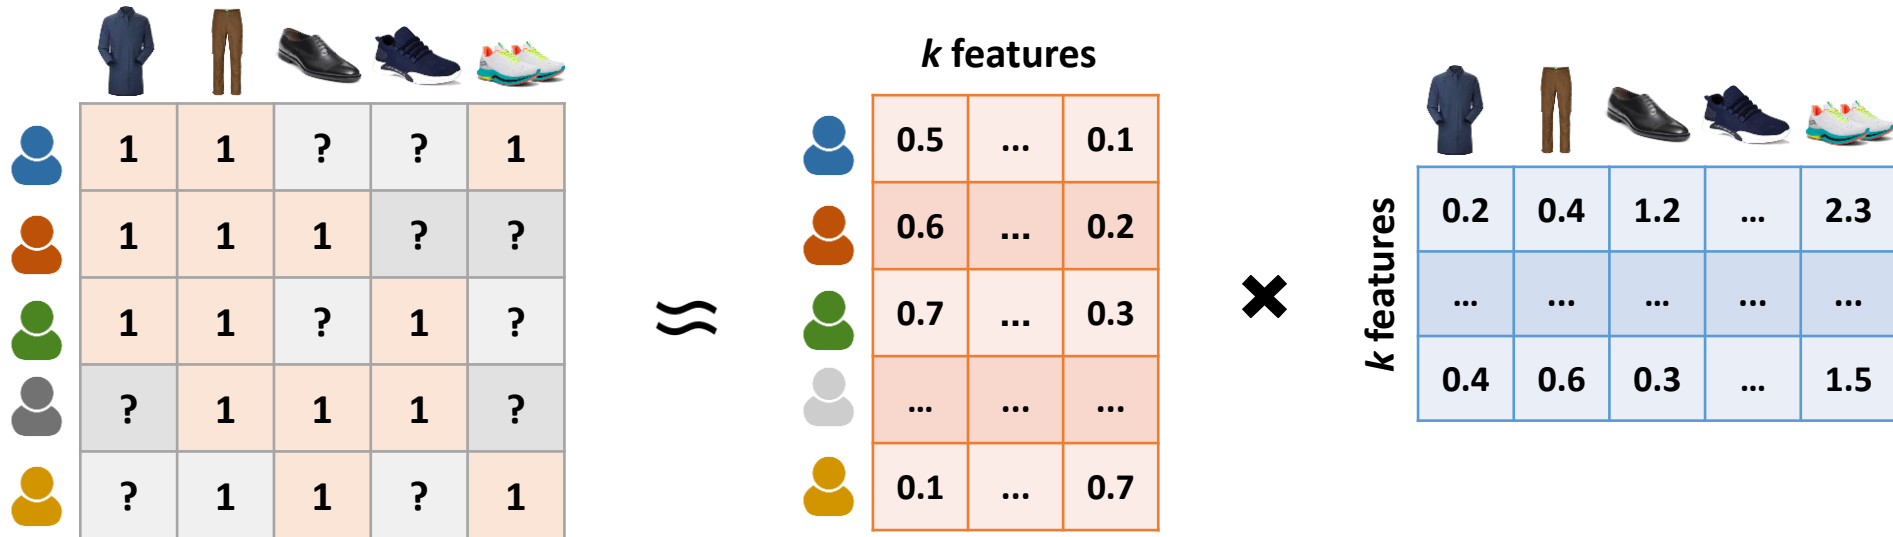 1 1 ? ? 1
1 1 1 ? ?
1 1 ? 1 ?
? 1 1 1 ?
? 1 1 ? 1
≈
k features
0.5 ... 0.1
0.6 ... 0.2
0.7 ... 0.3
... ... ...
0.1 ... 0.7
✖
k features
0.2 0.4 1.2 ... 2.3
... ... ... ... ...
0.4 0.6 0.3 ... 1.5